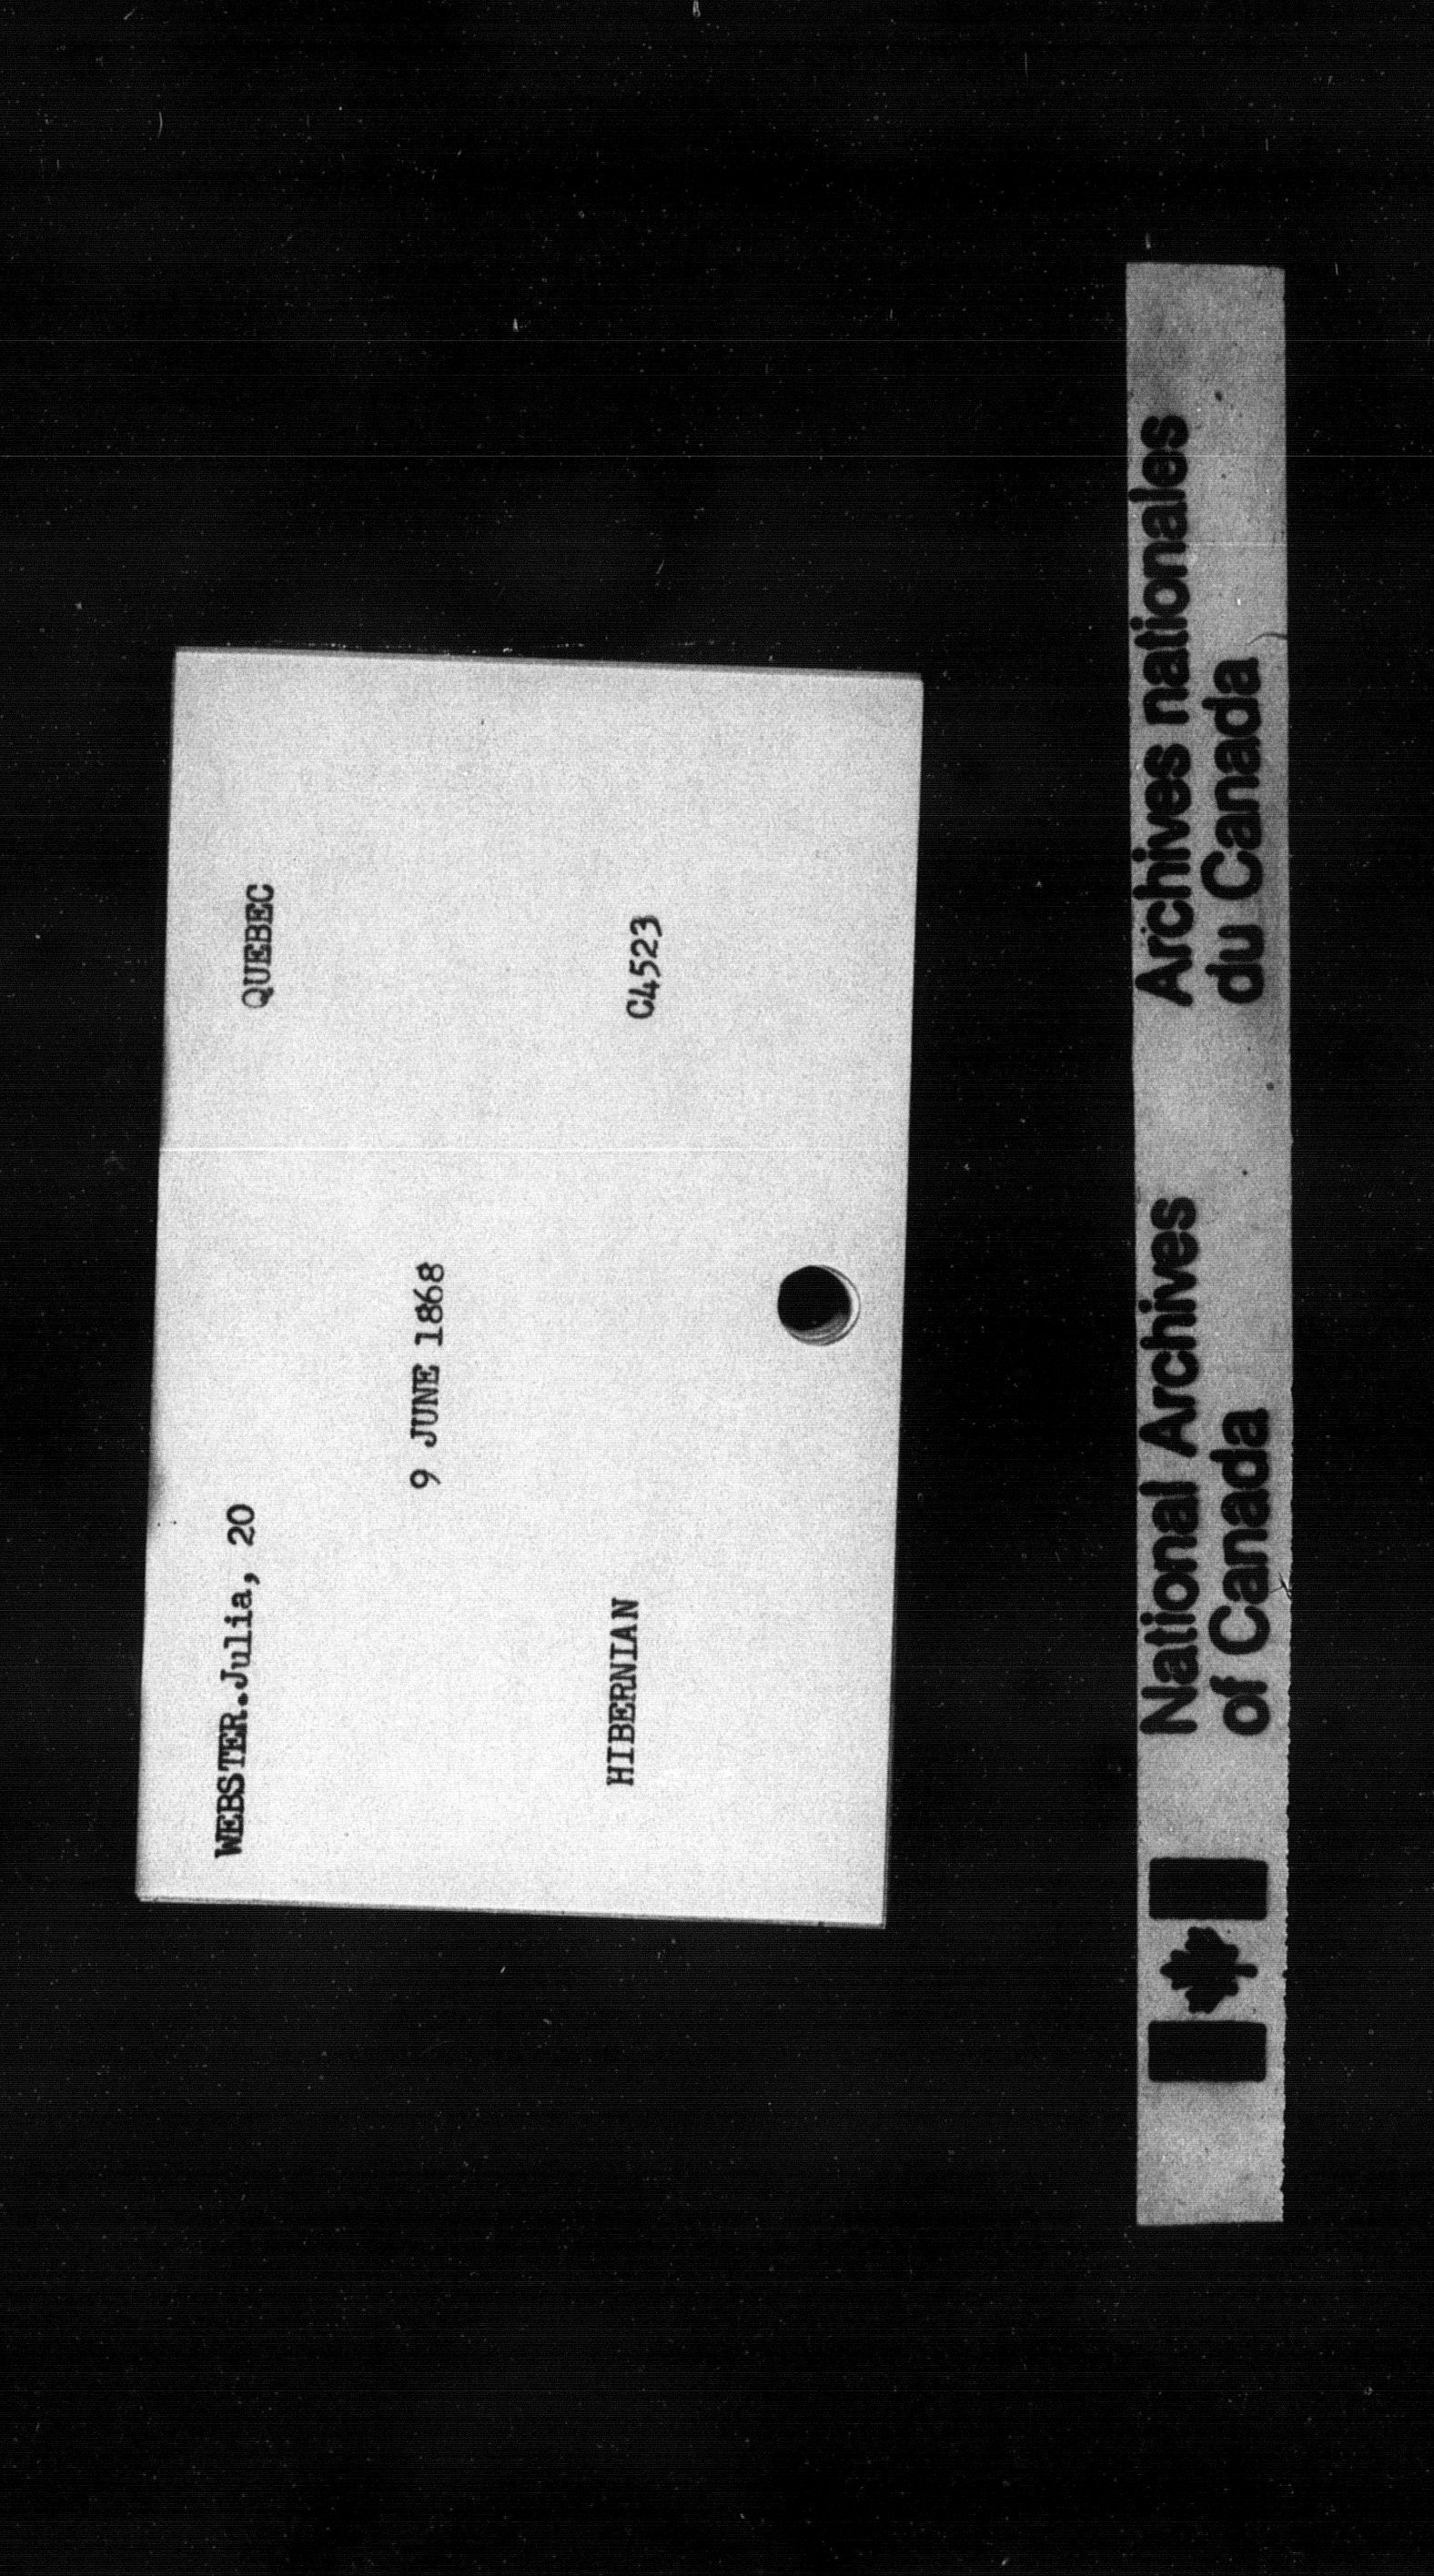 WEBSTER.Julia, 20
QUEBEC
9 JUNE 1868
HIBERNIAN
C4523
National Archives
of Canada
Archives nationales
du Canada